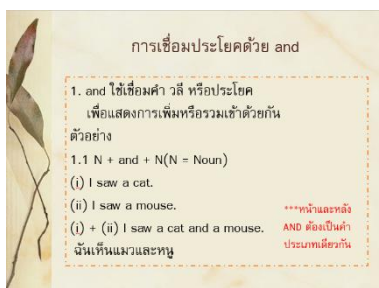 การเชื่อมประโยคด้วย and
1. and ใช้เชื่อมคำ วลี หรือประโยค
เพื่อแสดงการเพิ่มหรือรวมเข้าด้วยกัน
ตัวอย่าง
1.1 N + and + N(N = Noun)
(i) I saw a cat.
(ii) I saw a mouse.
(i) + (ii) I saw a cat and a mouse.
ฉันเห็นแมวและหนู
***หน้าและหลัง
AND ต้องเป็นคำ
ประเภทเดียวกัน